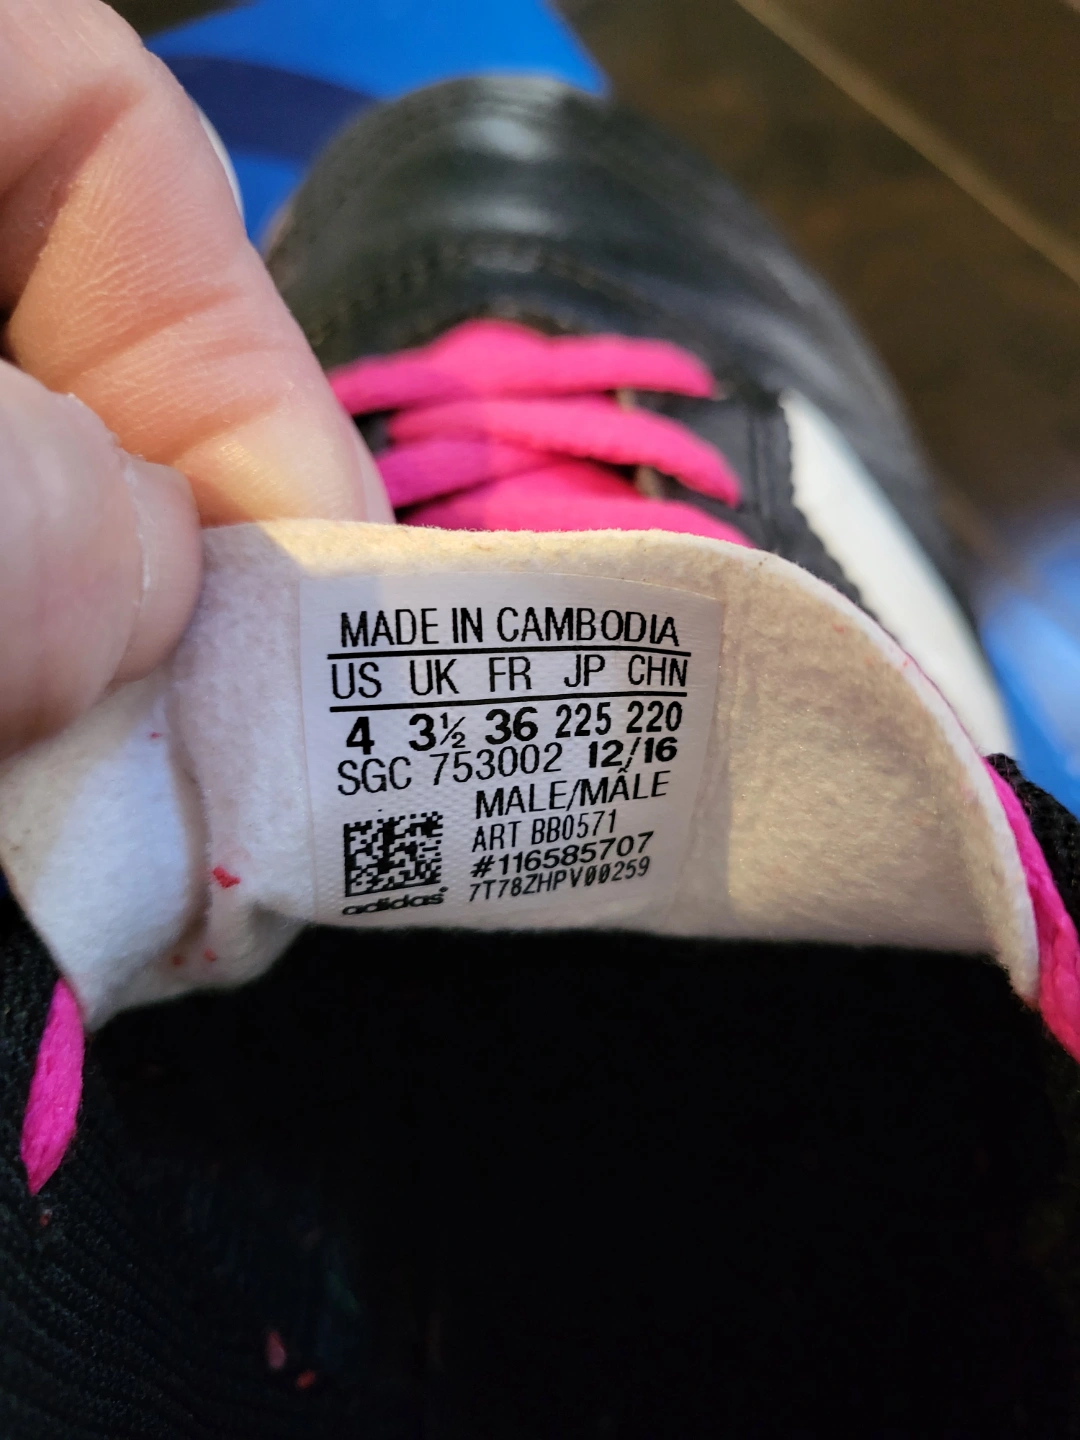 MADE IN CAMBODIA
US UK FR JP CHN
4 3½ 36 225 220
SGC 753002 12/16
MALE/MÂLE
ART BB0571
#116585707
7T78ZHPV00259
adidas